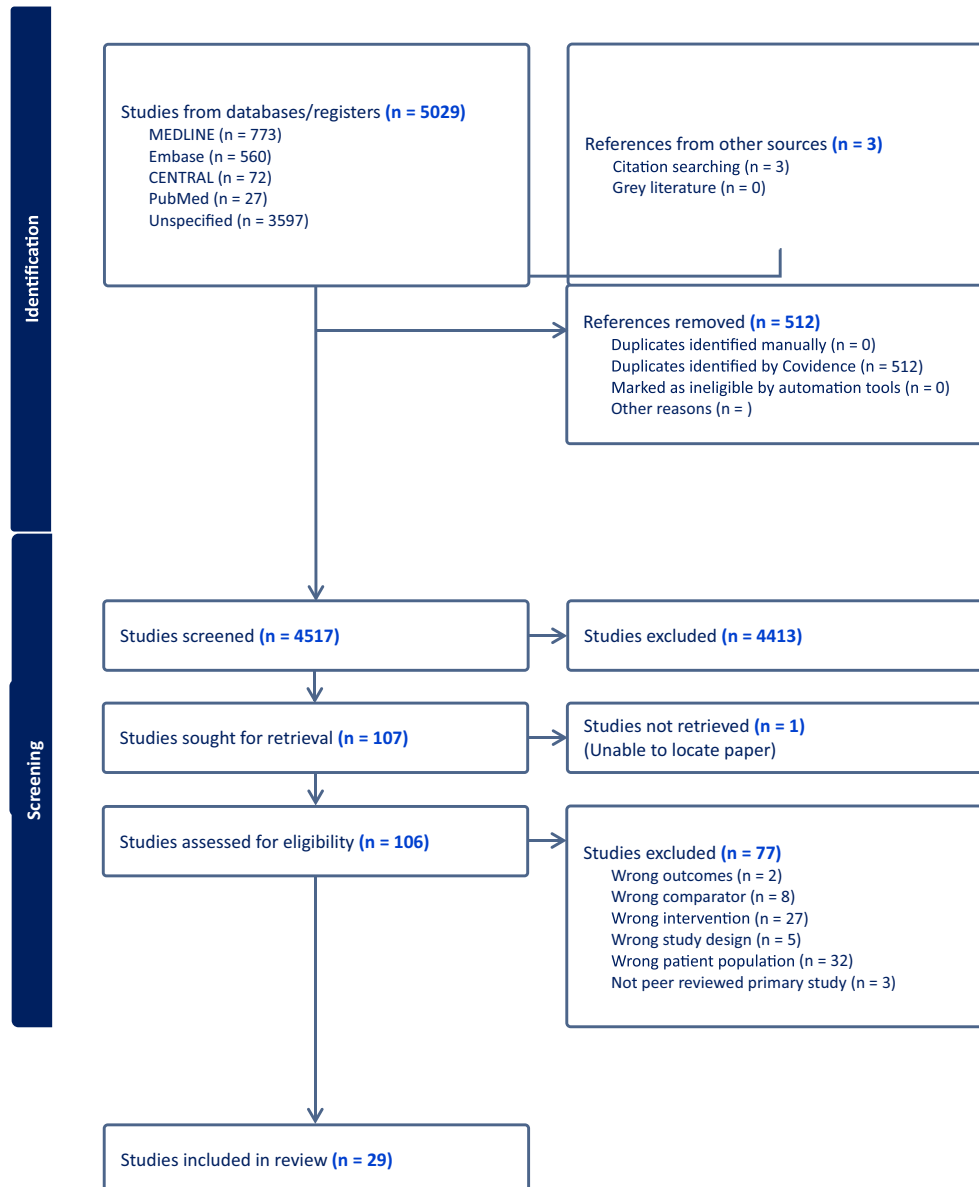 Identification
Studies from databases/registers (n = 5029)
MEDLINE (n = 773)
Embase (n = 560)
CENTRAL (n = 72)
PubMed (n = 27)
Unspecified (n = 3597)
References from other sources (n = 3)
Citation searching (n = 3)
Grey literature (n = 0)
References removed (n = 512)
Duplicates identified manually (n = 0)
Duplicates identified by Covidence (n = 512)
Marked as ineligible by automation tools (n = 0)
Other reasons (n = )
Screening
Studies screened (n = 4517)
Studies excluded (n = 4413)
Studies sought for retrieval (n = 107)
Studies not retrieved (n = 1)
(Unable to locate paper)
Studies assessed for eligibility (n = 106)
Studies excluded (n = 77)
Wrong outcomes (n = 2)
Wrong comparator (n = 8)
Wrong intervention (n = 27)
Wrong study design (n = 5)
Wrong patient population (n = 32)
Not peer reviewed primary study (n = 3)
Studies included in review (n = 29)